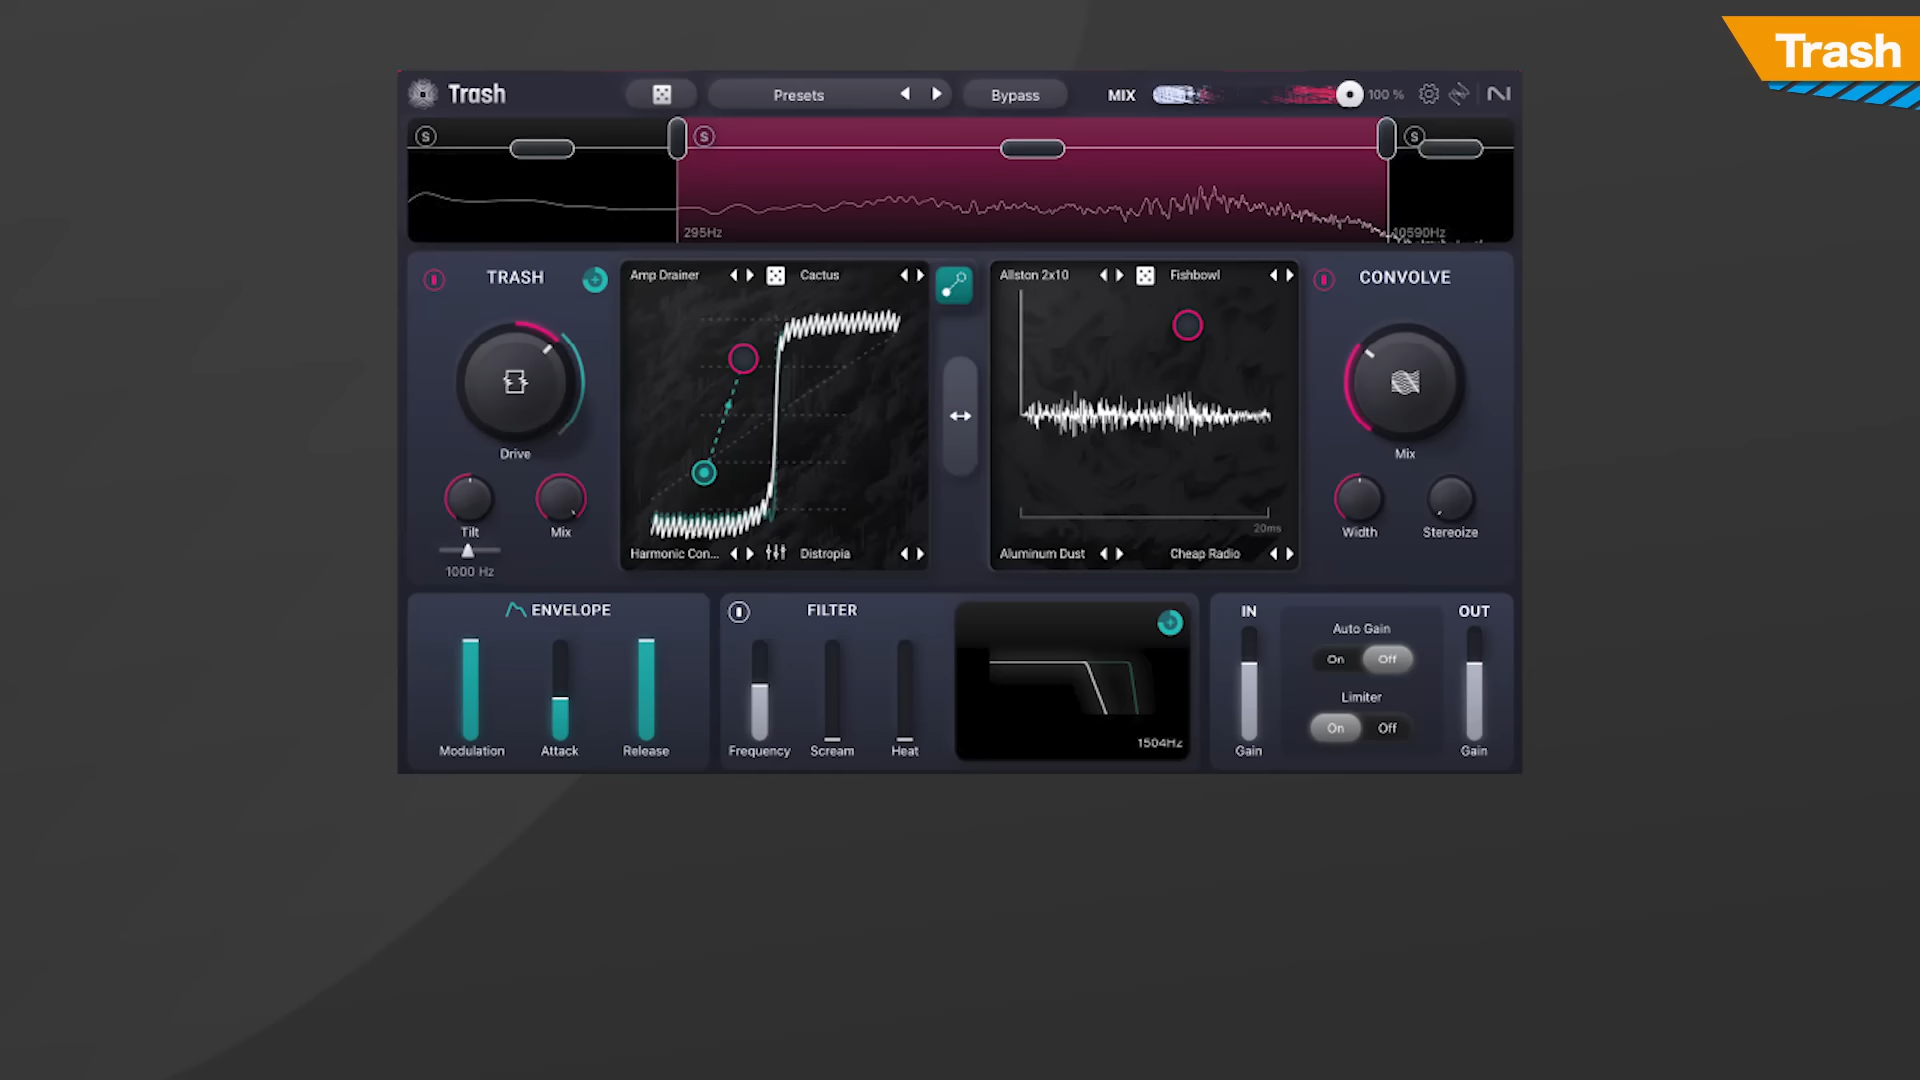 Trash
Trash
Presets
Bypass
MIX
100 %
S
S
S
295Hz
10590Hz
TRASH
Amp Drainer
Cactus
Allston 2x10
Fishbowl
CONVOLVE
Drive
Mix
Tilt
Mix
Width
Stereoize
1000 Hz
20ms
Harmonic Con...
Distropia
Aluminum Dust
Cheap Radio
ENVELOPE
FILTER
IN
OUT
Auto Gain
On
Off
Limiter
On
Off
1504Hz
Modulation
Attack
Release
Frequency
Scream
Heat
Gain
Gain